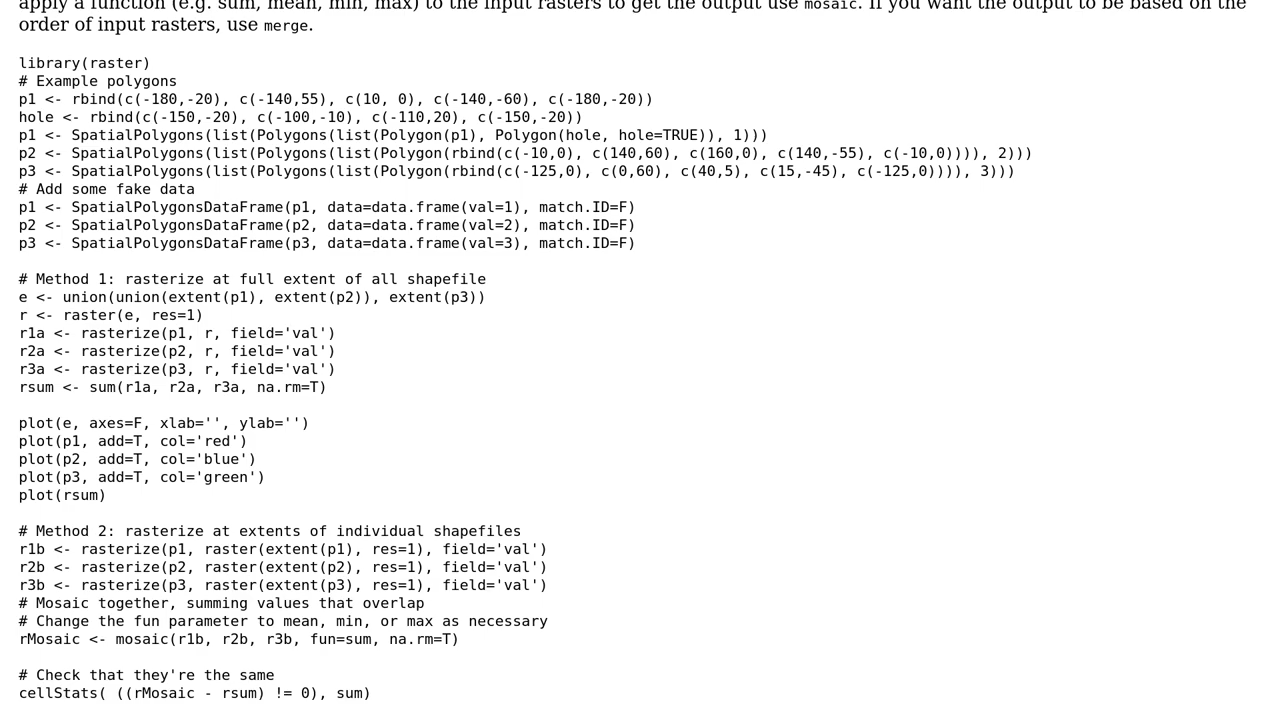 apply a function (e.g. sum, mean, min, max) to the input rasters to get the output use mosaic. If you want the output to be based on the
order of input rasters, use merge.
library(raster)
# Example polygons
p1 <- rbind(c(-180,-20), c(-140,55), c(10, 0), c(-140,-60), c(-180,-20))
hole <- rbind(c(-150,-20), c(-100,-10), c(-110,20), c(-150,-20))
p1 <- SpatialPolygons(list(Polygons(list(Polygon(p1), Polygon(hole, hole=TRUE)), 1)))
p2 <- SpatialPolygons(list(Polygons(list(Polygon(rbind(c(-10,0), c(140,60), c(160,0), c(140,-55), c(-10,0)))), 2)))
p3 <- SpatialPolygons(list(Polygons(list(Polygon(rbind(c(-125,0), c(0,60), c(40,5), c(15,-45), c(-125,0)))), 3)))
# Add some fake data
p1 <- SpatialPolygonsDataFrame(p1, data=data.frame(val=1), match.ID=F)
p2 <- SpatialPolygonsDataFrame(p2, data=data.frame(val=2), match.ID=F)
p3 <- SpatialPolygonsDataFrame(p3, data=data.frame(val=3), match.ID=F)
# Method 1: rasterize at full extent of all shapefile
e <- union(union(extent(p1), extent(p2)), extent(p3))
r <- raster(e, res=1)
r1a <- rasterize(p1, r, field='val')
r2a <- rasterize(p2, r, field='val')
r3a <- rasterize(p3, r, field='val')
rsum <- sum(r1a, r2a, r3a, na.rm=T)
plot(e, axes=F, xlab='', ylab='')
plot(p1, add=T, col='red')
plot(p2, add=T, col='blue')
plot(p3, add=T, col='green')
plot(rsum)
# Method 2: rasterize at extents of individual shapefiles
r1b <- rasterize(p1, raster(extent(p1), res=1), field='val')
r2b <- rasterize(p2, raster(extent(p2), res=1), field='val')
r3b <- rasterize(p3, raster(extent(p3), res=1), field='val')
# Mosaic together, summing values that overlap
# Change the fun parameter to mean, min, or max as necessary
rMosaic <- mosaic(r1b, r2b, r3b, fun=sum, na.rm=T)
# Check that they're the same
cellStats( ((rMosaic - rsum) != 0), sum)